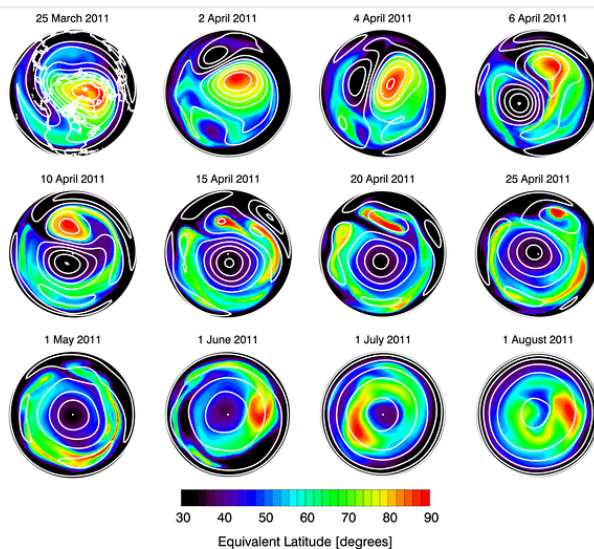 25 March 2011
2 April 2011
4 April 2011
6 April 2011
10 April 2011
15 April 2011
20 April 2011
25 April 2011
1 May 2011
1 June 2011
1 July 2011
1 August 2011
30 40 50 60 70 80 90
Equivalent Latitude [degrees]